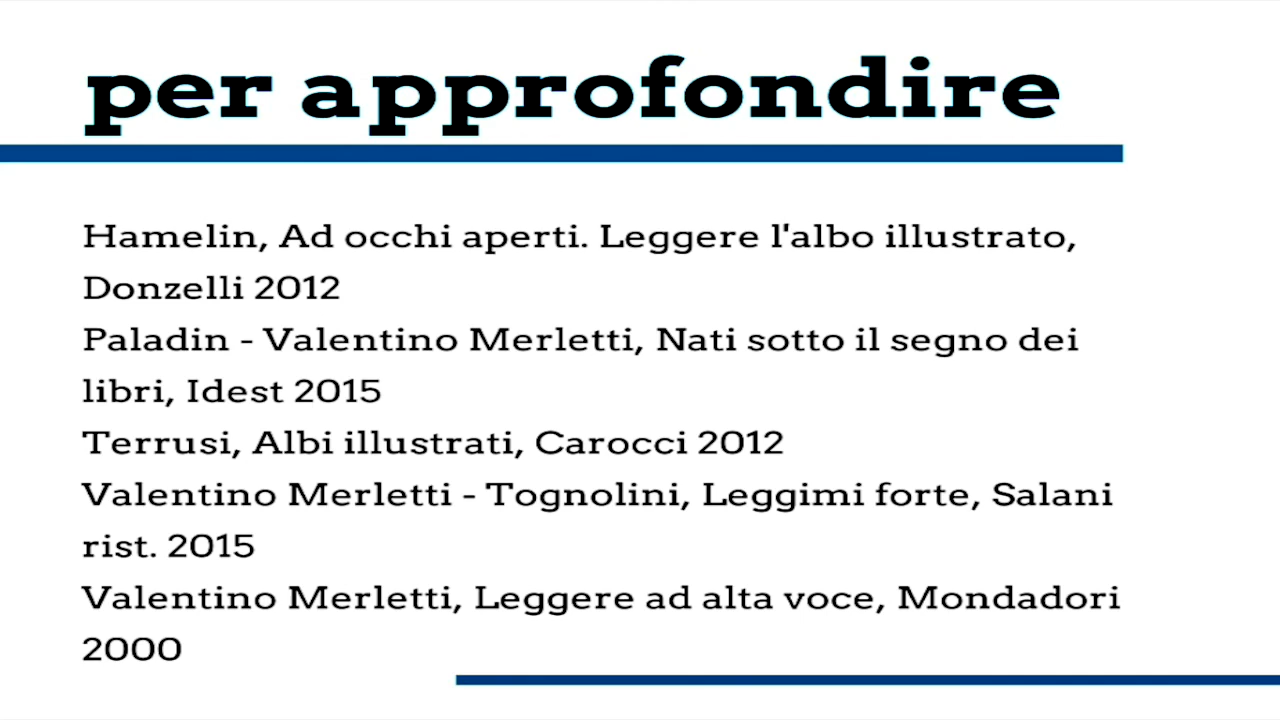 per approfondire
Hamelin, Ad occhi aperti. Leggere l'albo illustrato,
Donzelli 2012
Paladin - Valentino Merletti, Nati sotto il segno dei
libri, Idest 2015
Terrusi, Albi illustrati, Carocci 2012
Valentino Merletti - Tognolini, Leggimi forte, Salani
rist. 2015
Valentino Merletti, Leggere ad alta voce, Mondadori
2000